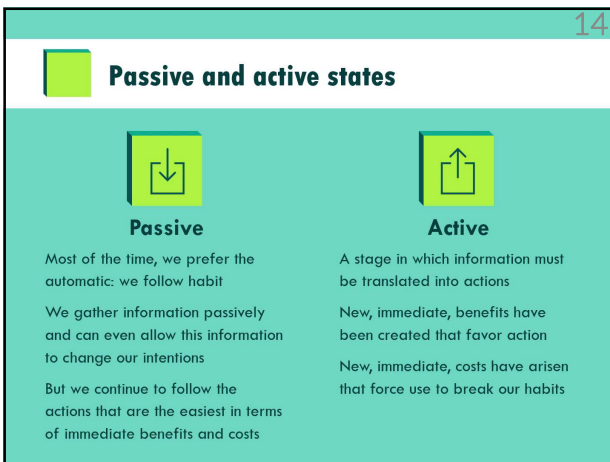 14
Passive and active states
Passive
Most of the time, we prefer the
automatic: we follow habit
We gather information passively
and can even allow this information
to change our intentions
But we continue to follow the
actions that are the easiest in terms
of immediate benefits and costs
Active
A stage in which information must
be translated into actions
New, immediate, benefits have
been created that favor action
New, immediate, costs have arisen
that force use to break our habits